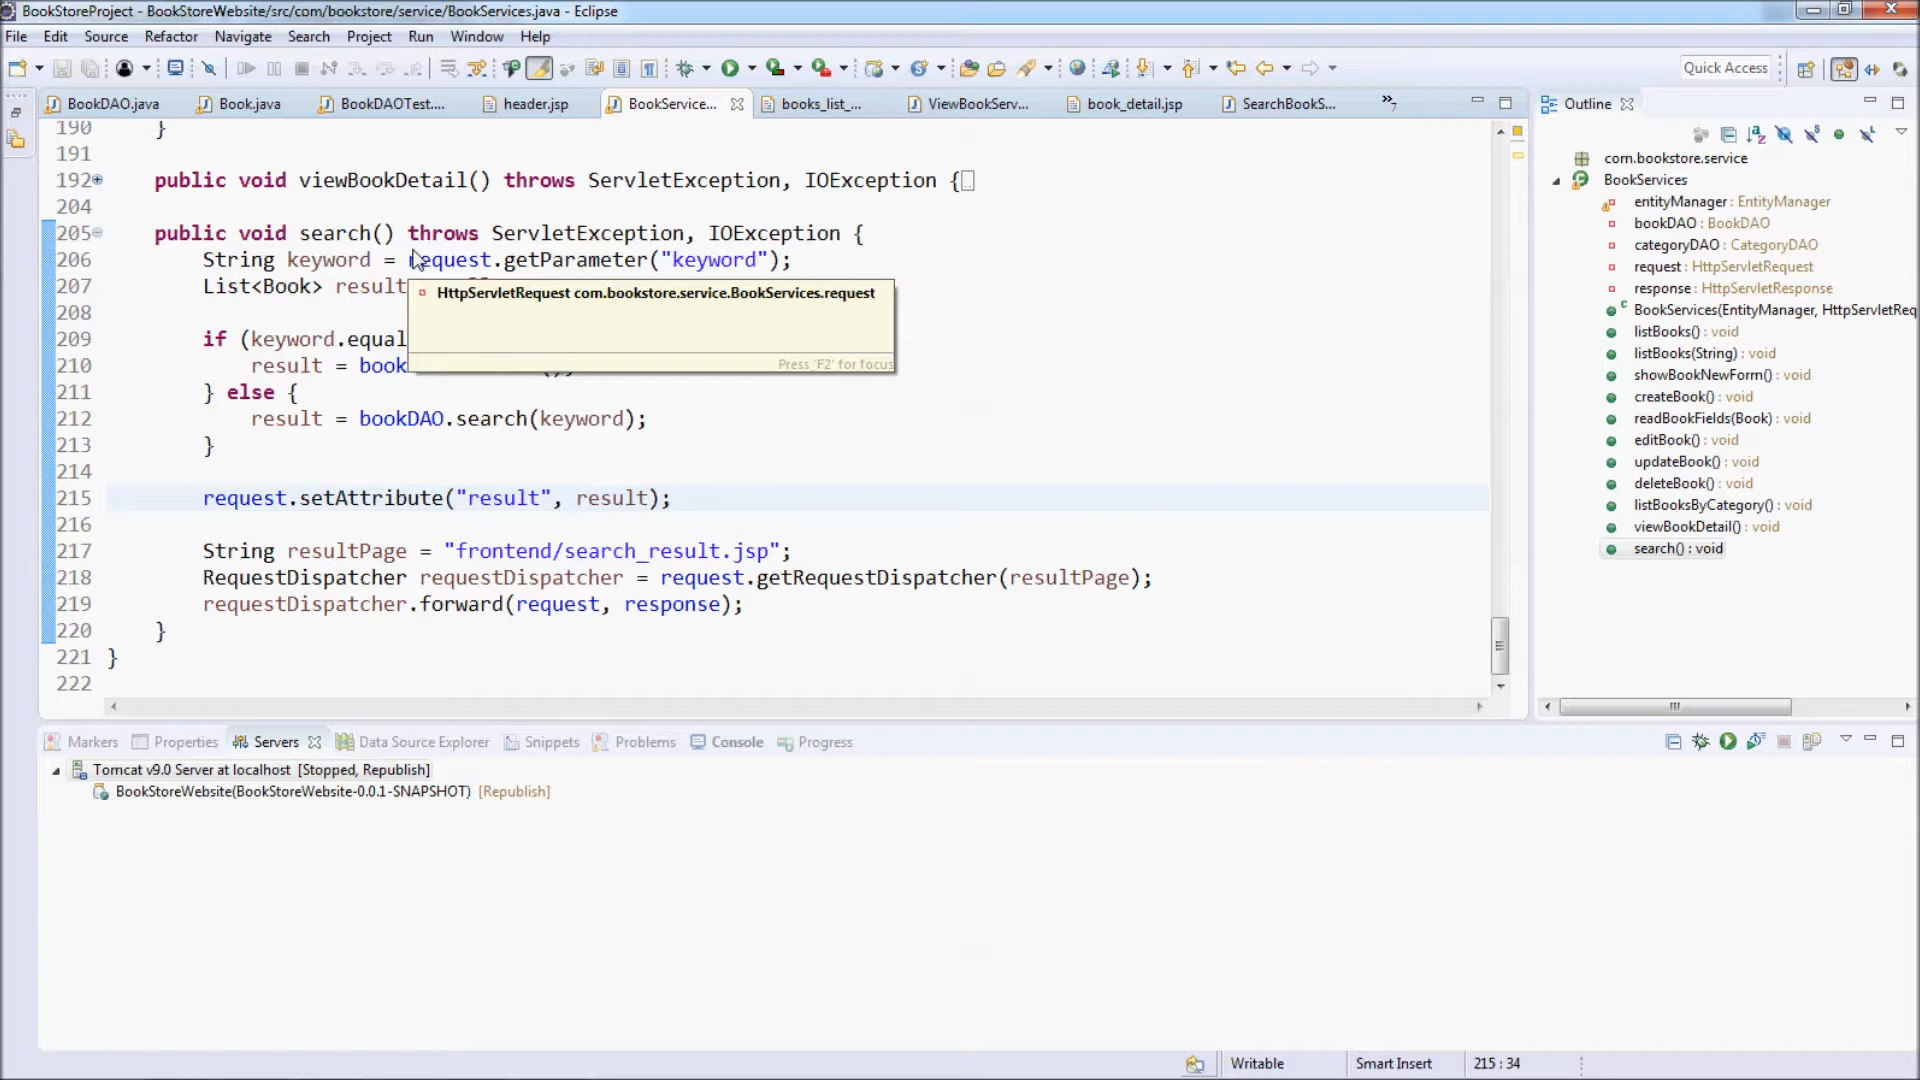 BookStoreProject - BookStoreWebsite/src/com/bookstore/service/BookServices.java - Eclipse
File Edit Source Refactor Navigate Search Project Run Window Help
Quick Access
BookDAO.java Book.java BookDAOTest.... header.jsp BookService... books_list_... ViewBookServ... book_detail.jsp SearchBookS... »7
190 }
191
192 public void viewBookDetail() throws ServletException, IOException {
204
205 public void search() throws ServletException, IOException {
206 String keyword = request.getParameter("keyword");
207 List<Book> result
HttpServletRequest com.bookstore.service.BookServices.request
208
209 if (keyword.equal
Press 'F2' for focus
210 result = book
211 } else {
212 result = bookDAO.search(keyword);
213 }
214
215 request.setAttribute("result", result);
216
217 String resultPage = "frontend/search_result.jsp";
218 RequestDispatcher requestDispatcher = request.getRequestDispatcher(resultPage);
219 requestDispatcher.forward(request, response);
220 }
221 }
222
Outline
com.bookstore.service
BookServices
entityManager : EntityManager
bookDAO : BookDAO
categoryDAO : CategoryDAO
request : HttpServletRequest
response : HttpServletResponse
BookServices(EntityManager, HttpServletReq
listBooks() : void
listBooks(String) : void
showBookNewForm() : void
createBook() : void
readBookFields(Book) : void
editBook() : void
updateBook() : void
deleteBook() : void
listBooksByCategory() : void
viewBookDetail() : void
search() : void
Markers Properties Servers Data Source Explorer Snippets Problems Console Progress
Tomcat v9.0 Server at localhost [Stopped, Republish]
BookStoreWebsite(BookStoreWebsite-0.0.1-SNAPSHOT) [Republish]
Writable Smart Insert 215 : 34